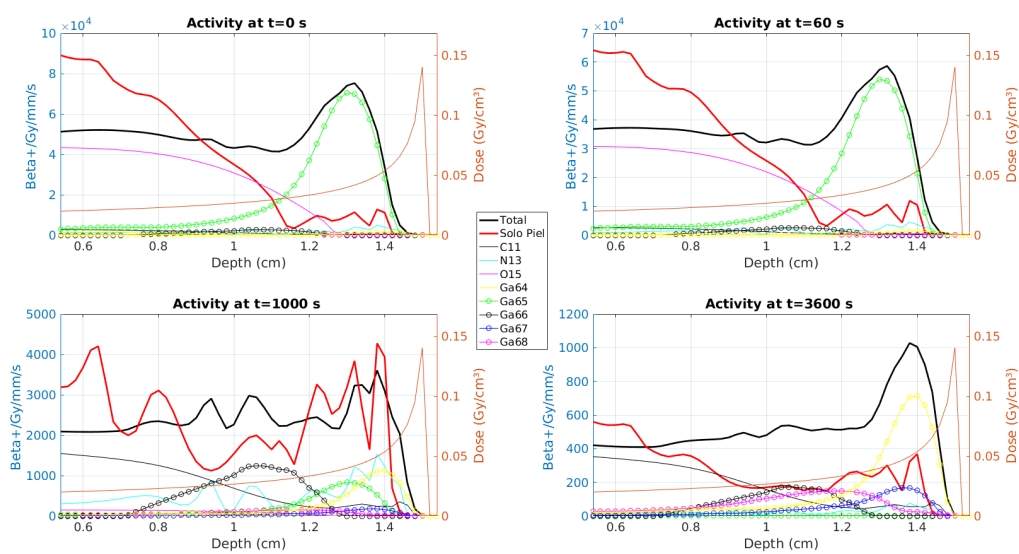 Activity at t=0 s
×10⁴
Beta+/Gy/mm/s
10
8
6
4
2
0
0.6 0.8 1 1.2 1.4
Depth (cm)
0.15
0.1
0.05
0
Dose (Gy/cm³)
Activity at t=60 s
×10⁴
Beta+/Gy/mm/s
7
6
5
4
3
2
1
0
0.6 0.8 1 1.2 1.4
Depth (cm)
0.15
0.1
0.05
0
Dose (Gy/cm³)
Total
Solo Piel
C11
N13
O15
Ga64
Ga65
Ga66
Ga67
Ga68
Activity at t=1000 s
Beta+/Gy/mm/s
5000
4000
3000
2000
1000
0
0.6 0.8 1 1.2 1.4
Depth (cm)
0.15
0.1
0.05
0
Dose (Gy/cm³)
Activity at t=3600 s
Beta+/Gy/mm/s
1200
1000
800
600
400
200
0
0.6 0.8 1 1.2 1.4
Depth (cm)
0.15
0.1
0.05
0
Dose (Gy/cm³)